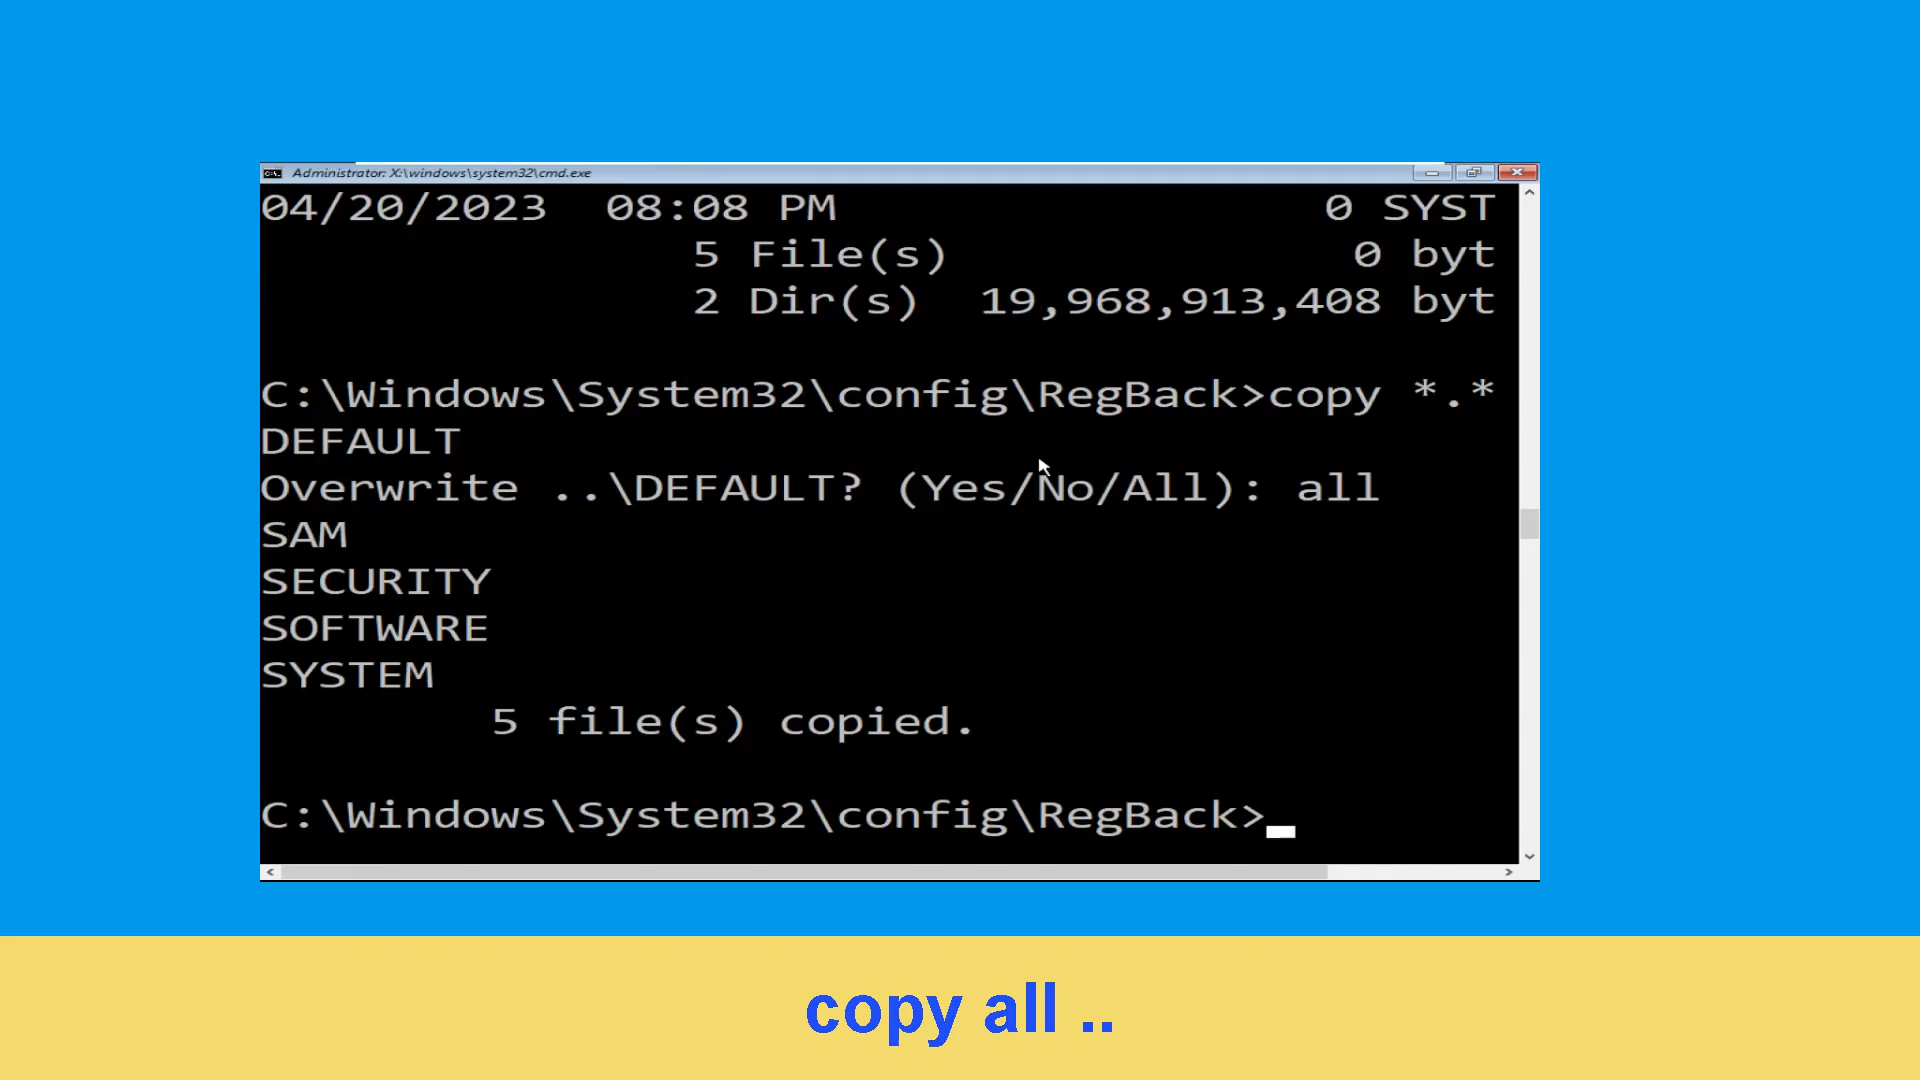 Administrator: X:\windows\system32\cmd.exe
04/20/2023  08:08 PM                 0 SYST
               5 File(s)              0 byt
               2 Dir(s)  19,968,913,408 byt
C:\Windows\System32\config\RegBack>copy *.*
DEFAULT
Overwrite ..\DEFAULT? (Yes/No/All): all
SAM
SECURITY
SOFTWARE
SYSTEM
        5 file(s) copied.
C:\Windows\System32\config\RegBack>
copy all ..